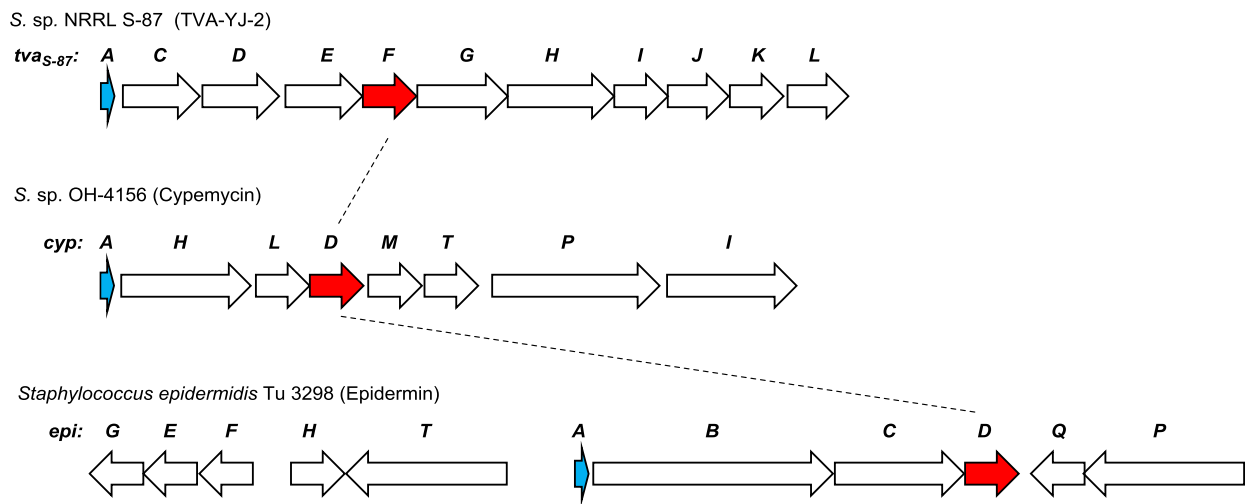 S. sp. NRRL S-87 (TVA-YJ-2)
tvaS-87: A C D E F G H I J K L
S. sp. OH-4156 (Cypemycin)
cyp: A H L D M T P I
Staphylococcus epidermidis Tu 3298 (Epidermin)
epi: G E F H T A B C D Q P